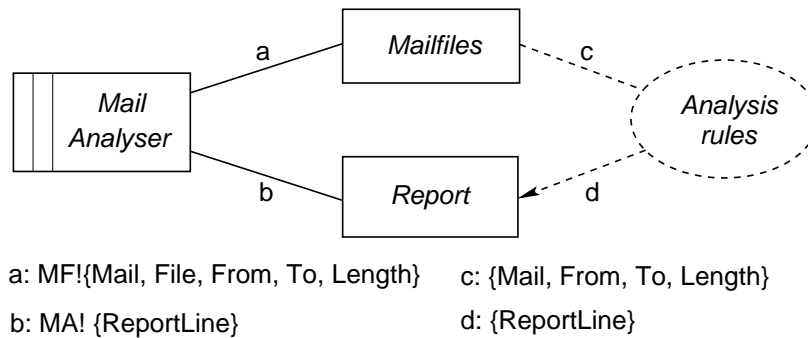 a
Mailfiles
c
Mail
Analyser
Analysis
rules
b
Report
d
a: MF!{Mail, File, From, To, Length}
c: {Mail, From, To, Length}
b: MA! {ReportLine}
d: {ReportLine}